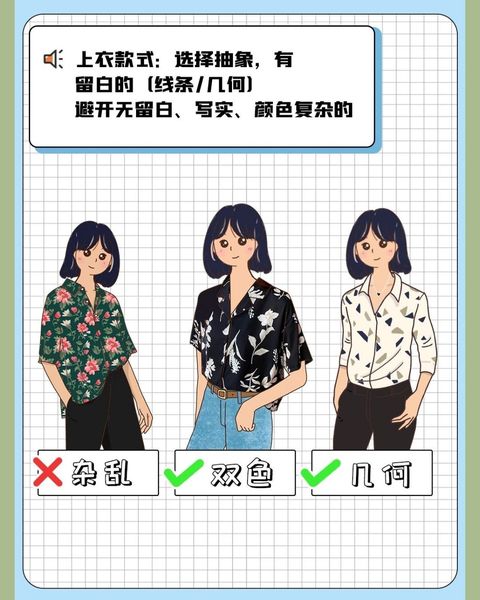 上衣款式：选择抽象，有
留白的（线条/几何）
避开无留白、写实、颜色复杂的
杂乱
双色
几何